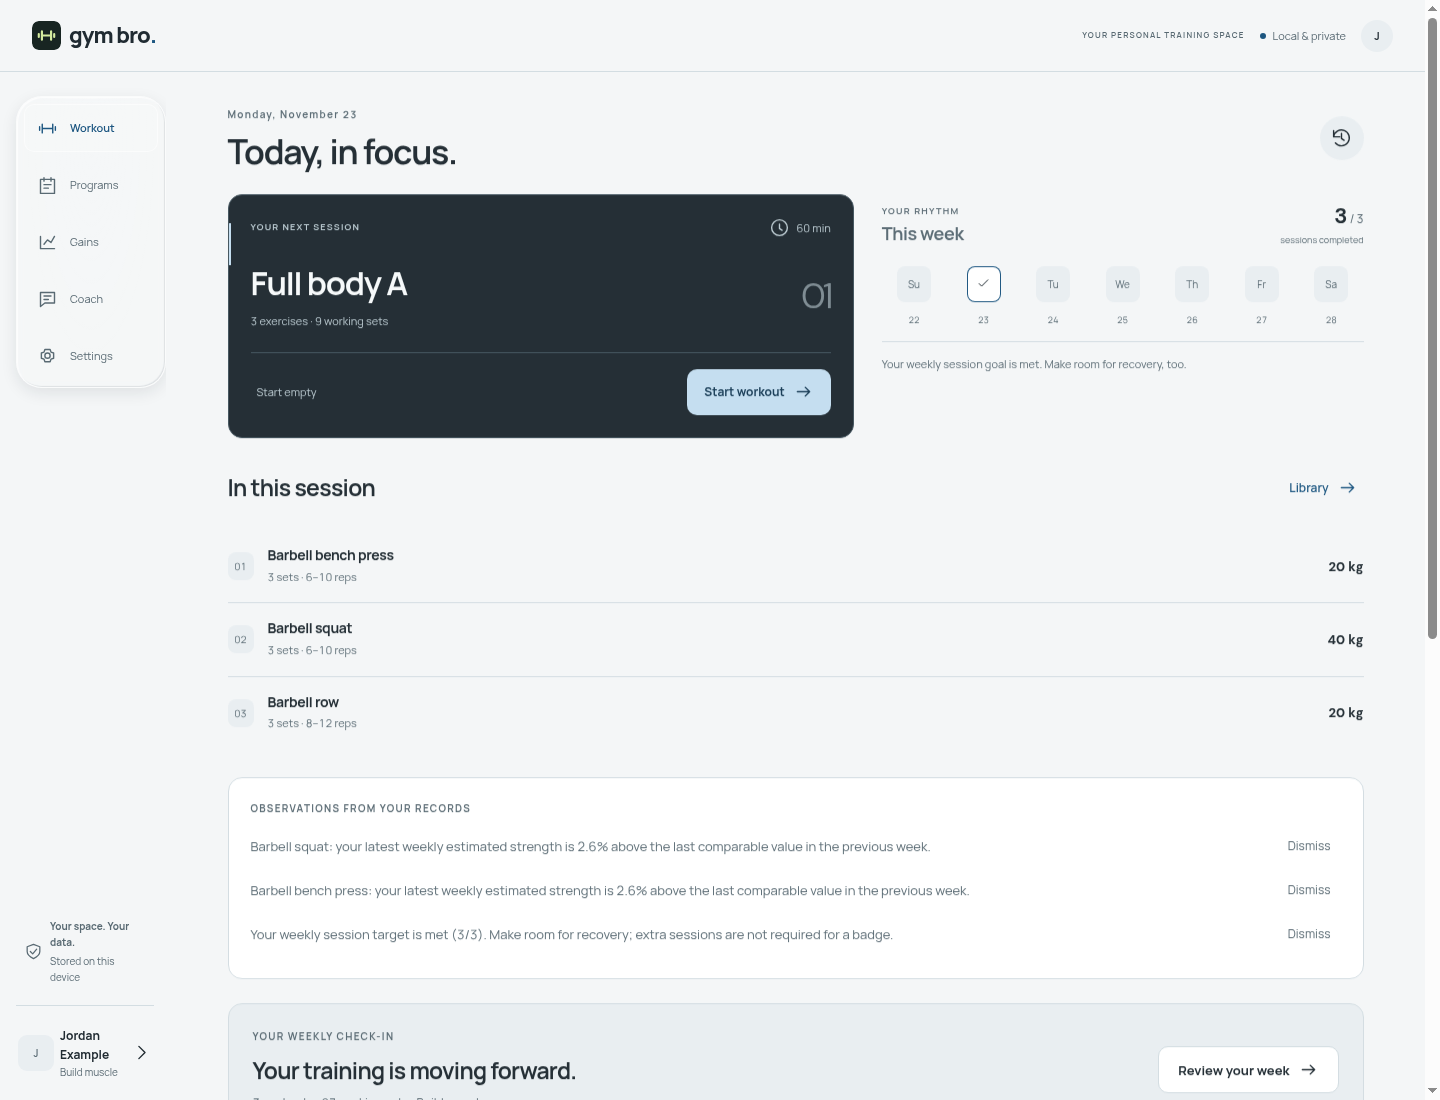 gym bro.
YOUR PERSONAL TRAINING SPACE
Local & private
J
Workout
Programs
Gains
Coach
Settings
Monday, November 23
Today, in focus.
YOUR NEXT SESSION
60 min
Full body A
01
3 exercises · 9 working sets
Start empty
Start workout
YOUR RHYTHM
This week
3 / 3
sessions completed
Su Tu We Th Fr Sa
22 23 24 25 26 27 28
Your weekly session goal is met. Make room for recovery, too.
In this session
Library
01
Barbell bench press
3 sets · 6–10 reps
20 kg
02
Barbell squat
3 sets · 6–10 reps
40 kg
03
Barbell row
3 sets · 8–12 reps
20 kg
OBSERVATIONS FROM YOUR RECORDS
Barbell squat: your latest weekly estimated strength is 2.6% above the last comparable value in the previous week.
Dismiss
Barbell bench press: your latest weekly estimated strength is 2.6% above the last comparable value in the previous week.
Dismiss
Your weekly session target is met (3/3). Make room for recovery; extra sessions are not required for a badge.
Dismiss
YOUR WEEKLY CHECK-IN
Your training is moving forward.
Review your week
Your space. Your
data.
Stored on this
device
J
Jordan
Example
Build muscle